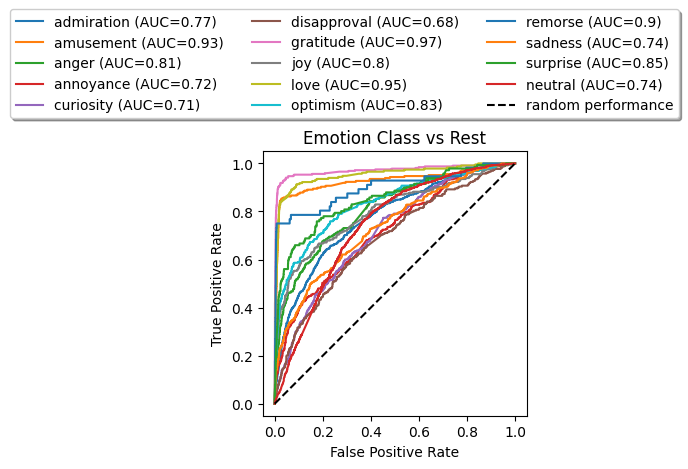 admiration (AUC=0.77)
amusement (AUC=0.93)
anger (AUC=0.81)
annoyance (AUC=0.72)
curiosity (AUC=0.71)
disapproval (AUC=0.68)
gratitude (AUC=0.97)
joy (AUC=0.8)
love (AUC=0.95)
optimism (AUC=0.83)
remorse (AUC=0.9)
sadness (AUC=0.74)
surprise (AUC=0.85)
neutral (AUC=0.74)
random performance
Emotion Class vs Rest
True Positive Rate
1.0
0.8
0.6
0.4
0.2
0.0
0.0 0.2 0.4 0.6 0.8 1.0
False Positive Rate